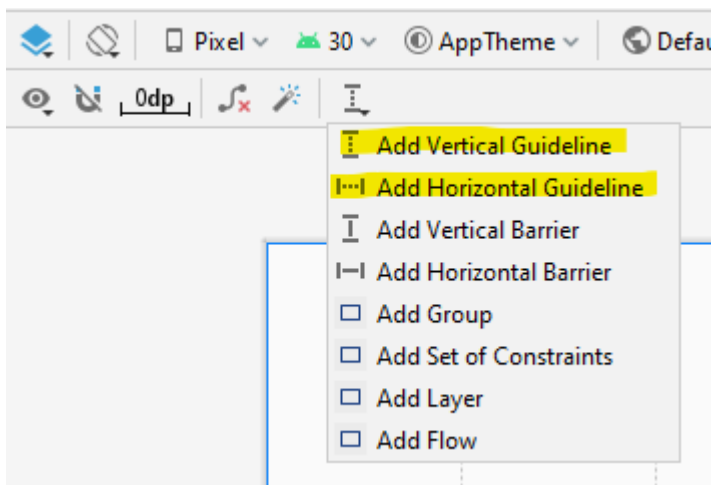 Pixel 30 AppTheme Defau
0dp
Add Vertical Guideline
Add Horizontal Guideline
Add Vertical Barrier
Add Horizontal Barrier
Add Group
Add Set of Constraints
Add Layer
Add Flow